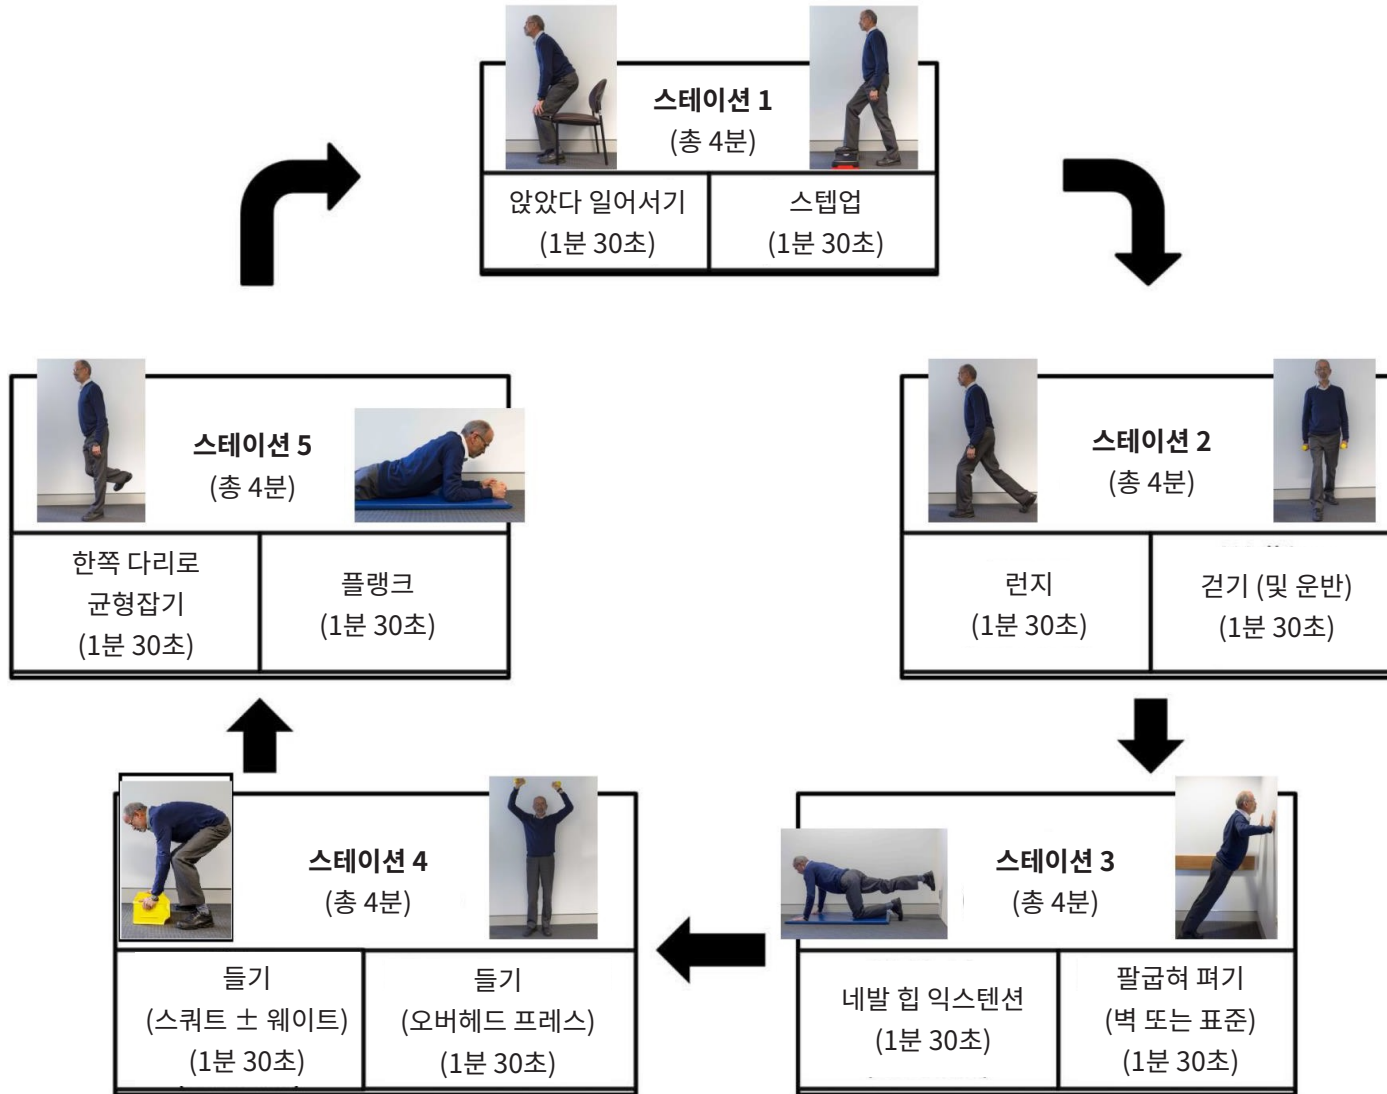 스테이션 1
(총 4분)
앉았다 일어서기
(1분 30초)
스텝업
(1분 30초)
스테이션 2
(총 4분)
런지
(1분 30초)
걷기 (및 운반)
(1분 30초)
스테이션 3
(총 4분)
네발 힙 익스텐션
(1분 30초)
팔굽혀 펴기
(벽 또는 표준)
(1분 30초)
스테이션 4
(총 4분)
들기
(스쿼트 ± 웨이트)
(1분 30초)
들기
(오버헤드 프레스)
(1분 30초)
스테이션 5
(총 4분)
한쪽 다리로
균형잡기
(1분 30초)
플랭크
(1분 30초)